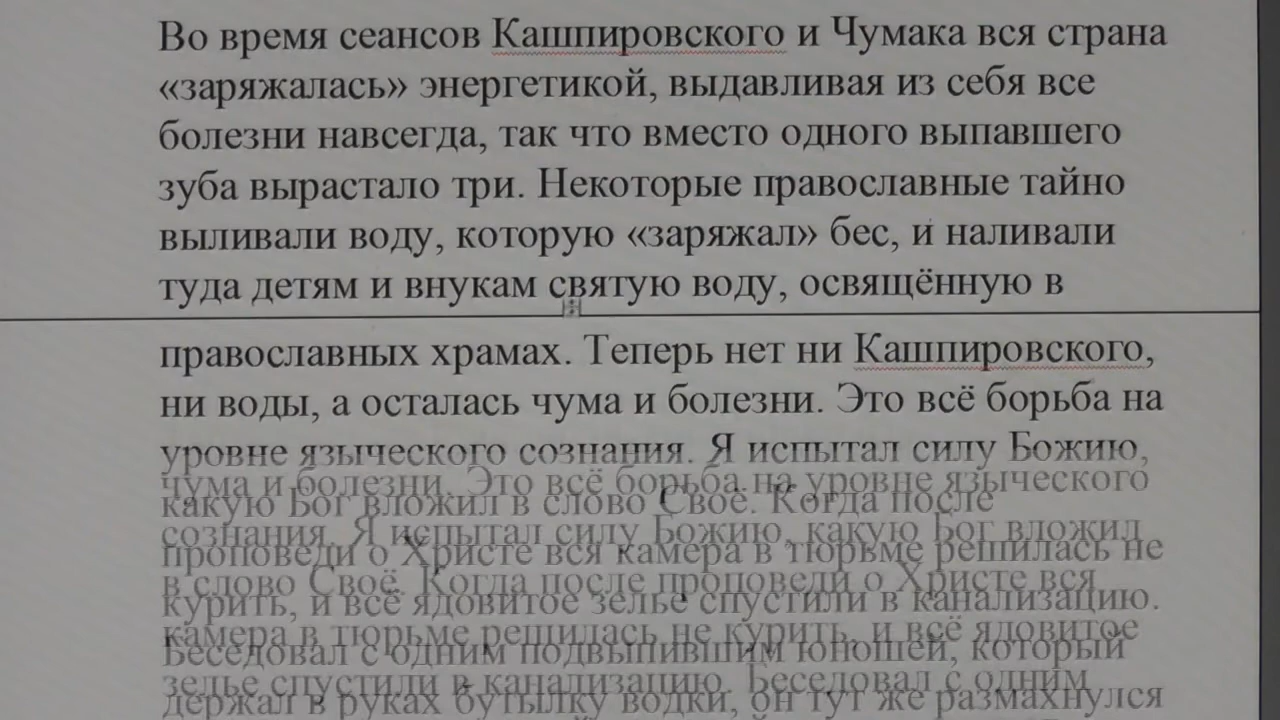 Во время сеансов Кашпировского и Чумака вся страна
«заряжалась» энергетикой, выдавливая из себя все
болезни навсегда, так что вместо одного выпавшего
зуба вырастало три. Некоторые православные тайно
выливали воду, которую «заряжал» бес, и наливали
туда детям и внукам святую воду, освящённую в
православных храмах. Теперь нет ни Кашпировского,
ни воды, а осталась чума и болезни. Это всё борьба на
уровне языческого сознания. Я испытал силу Божию,
чума и болезни. Это всё борьба на уровне языческого
какую Бог вложил в слово Своё. Когда после
сознания. Я испытал силу Божию, какую Бог вложил
проповеди о Христе вся камера в тюрьме решилась не
в слово Своё. Когда после проповеди о Христе вся
курить, и всё ядовитое зелье спустили в канализацию.
камера в тюрьме решилась не курить, и всё ядовитое
Беседовал с одним подвыпившим юношей, который
зелье спустили в канализацию. Беседовал с одним
держал в руках бутылку водки, он тут же размахнулся